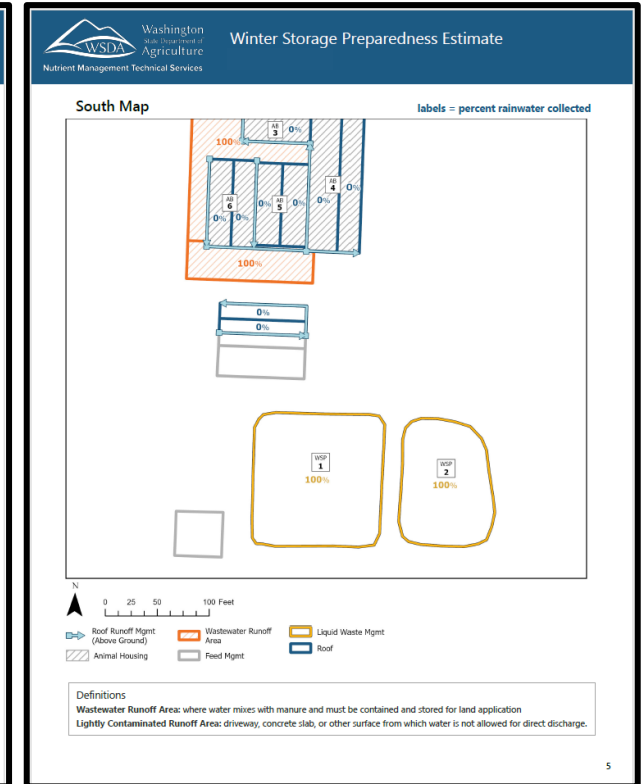 WSDA
Washington
State Department of
Agriculture
Nutrient Management Technical Services
Winter Storage Preparedness Estimate
South Map
labels = percent rainwater collected
AB
3
0%
100%
AB
4
0%
0%
AB
6
0%
0%
AB
5
0%
0%
100%
0%
0%
WSP
1
100%
WSP
2
100%
N
0 25 50 100 Feet
Roof Runoff Mgmt
(Above Ground)
Animal Housing
Wastewater Runoff
Area
Feed Mgmt
Liquid Waste Mgmt
Roof
Definitions
Wastewater Runoff Area: where water mixes with manure and must be contained and stored for land application
Lightly Contaminated Runoff Area: driveway, concrete slab, or other surface from which water is not allowed for direct discharge.
5